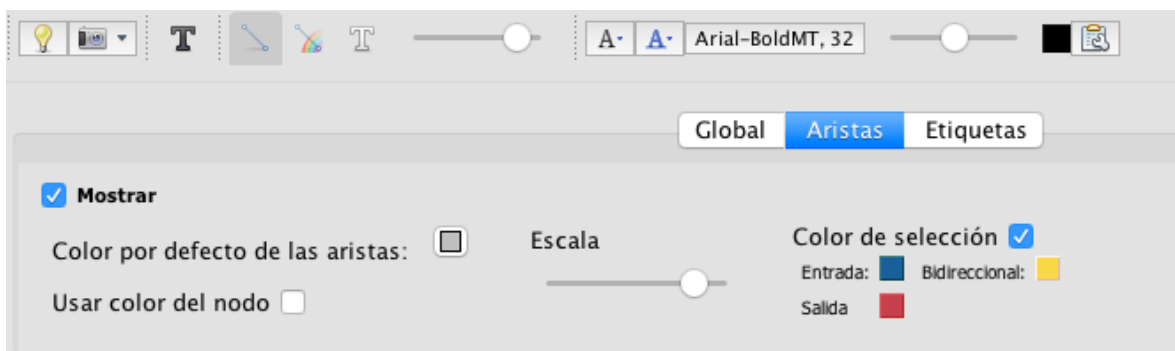 T T A A Arial-BoldMT, 32
Global Aristas Etiquetas
Mostrar
Color por defecto de las aristas: Escala Color de selección
Entrada: Bidireccional:
Usar color del nodo Salida